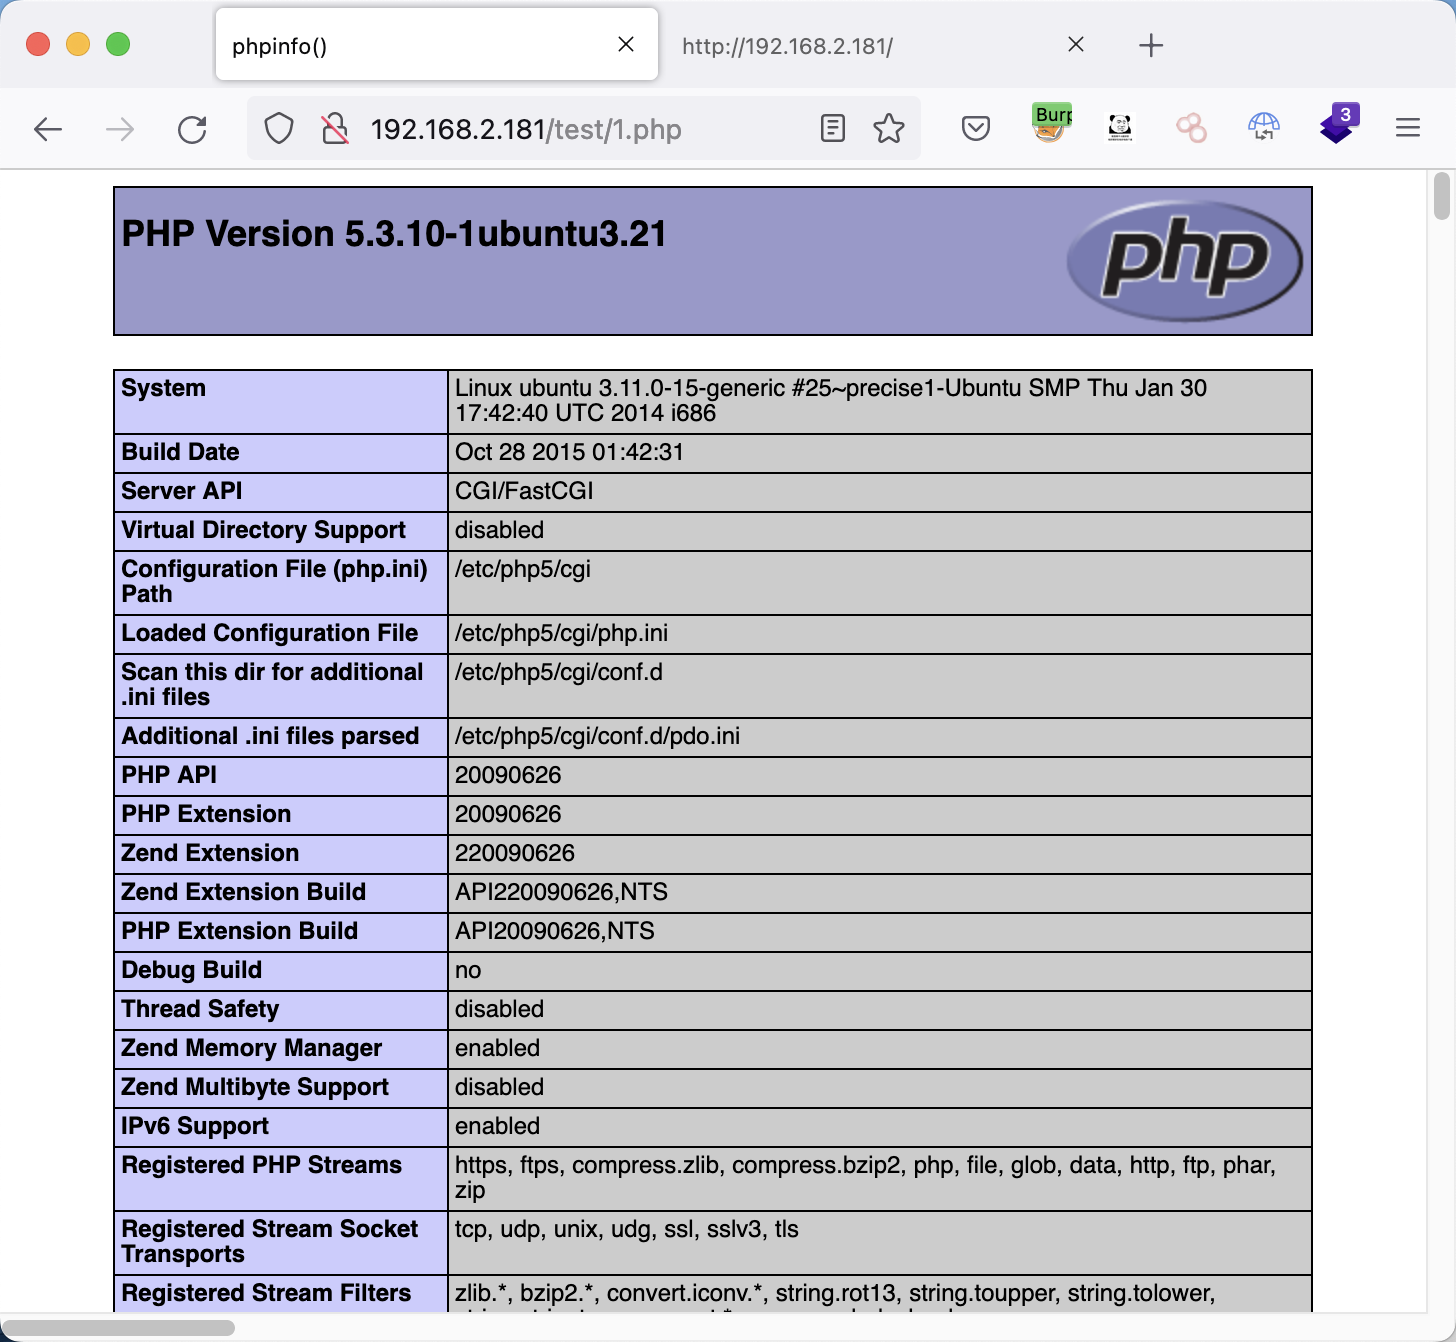 phpinfo()
http://192.168.2.181/
192.168.2.181/test/1.php
Burp
3
PHP Version 5.3.10-1ubuntu3.21
php
System
Linux ubuntu 3.11.0-15-generic #25~precise1-Ubuntu SMP Thu Jan 30
17:42:40 UTC 2014 i686
Build Date
Oct 28 2015 01:42:31
Server API
CGI/FastCGI
Virtual Directory Support
disabled
Configuration File (php.ini)
Path
/etc/php5/cgi
Loaded Configuration File
/etc/php5/cgi/php.ini
Scan this dir for additional
.ini files
/etc/php5/cgi/conf.d
Additional .ini files parsed
/etc/php5/cgi/conf.d/pdo.ini
PHP API
20090626
PHP Extension
20090626
Zend Extension
220090626
Zend Extension Build
API220090626,NTS
PHP Extension Build
API20090626,NTS
Debug Build
no
Thread Safety
disabled
Zend Memory Manager
enabled
Zend Multibyte Support
disabled
IPv6 Support
enabled
Registered PHP Streams
https, ftps, compress.zlib, compress.bzip2, php, file, glob, data, http, ftp, phar,
zip
Registered Stream Socket
Transports
tcp, udp, unix, udg, ssl, sslv3, tls
Registered Stream Filters
zlib.*, bzip2.*, convert.iconv.*, string.rot13, string.toupper, string.tolower,